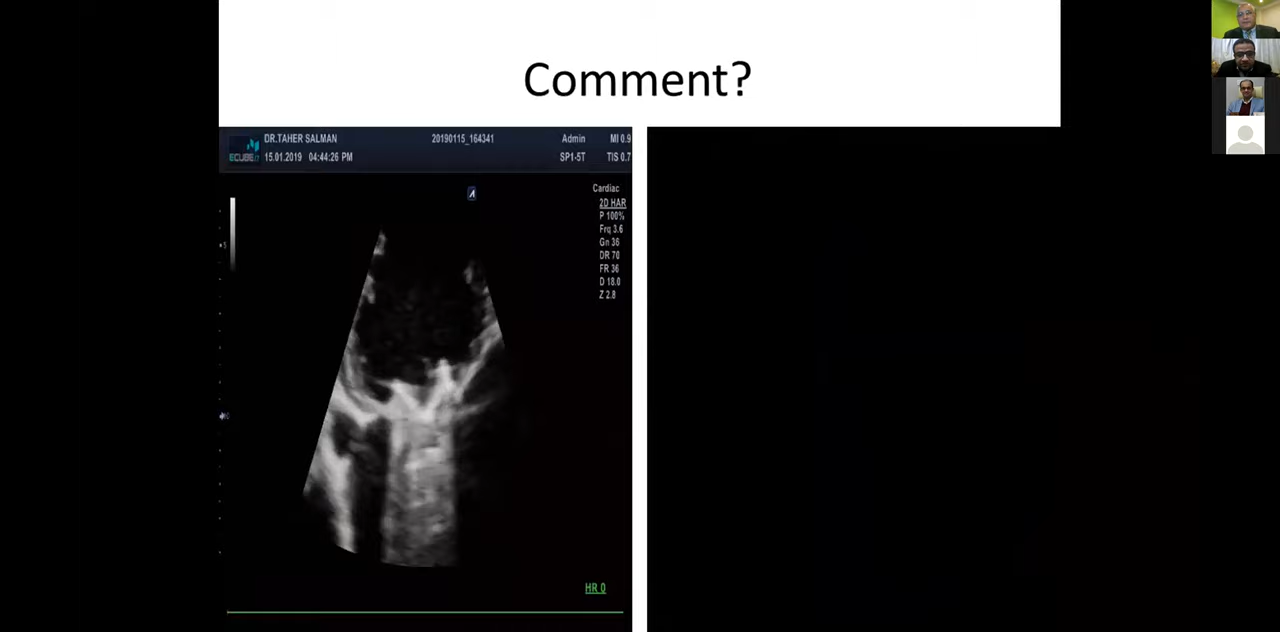 Comment?
DR.TAHER SALMAN 20190115_164341 Admin MI 0.9
ECUBE 15.01.2019 04:44:26 PM SP1-5T TIS 0.7
Cardiac
2D HAR
P 100%
Frq 3.6
Gn 36
DR 70
FR 36
D 18.0
Z 2.8
5
HR 0